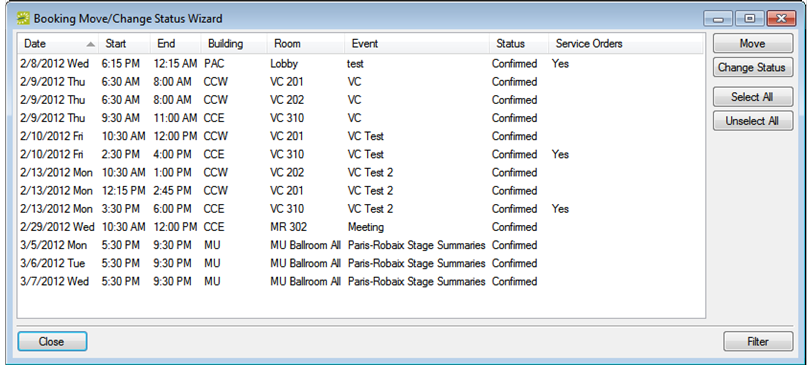 Booking Move/Change Status Wizard
Date Start End Building Room Event Status Service Orders
2/8/2012 Wed 6:15 PM 12:15 AM PAC Lobby test Confirmed Yes
2/9/2012 Thu 6:30 AM 8:00 AM CCW VC 201 VC Confirmed
2/9/2012 Thu 6:30 AM 8:00 AM CCW VC 202 VC Confirmed
2/9/2012 Thu 9:30 AM 11:00 AM CCE VC 310 VC Confirmed
2/10/2012 Fri 10:30 AM 12:00 PM CCW VC 201 VC Test Confirmed
2/10/2012 Fri 2:30 PM 4:00 PM CCE VC 310 VC Test Confirmed Yes
2/13/2012 Mon 10:30 AM 1:00 PM CCW VC 202 VC Test 2 Confirmed
2/13/2012 Mon 12:15 PM 2:45 PM CCW VC 201 VC Test 2 Confirmed
2/13/2012 Mon 3:30 PM 6:00 PM CCE VC 310 VC Test 2 Confirmed Yes
2/29/2012 Wed 10:30 AM 12:00 PM CCE MR 302 Meeting Confirmed
3/5/2012 Mon 5:30 PM 9:30 PM MU MU Ballroom All Paris-Robaix Stage Summaries Confirmed
3/6/2012 Tue 5:30 PM 9:30 PM MU MU Ballroom All Paris-Robaix Stage Summaries Confirmed
3/7/2012 Wed 5:30 PM 9:30 PM MU MU Ballroom All Paris-Robaix Stage Summaries Confirmed
Move
Change Status
Select All
Unselect All
Close
Filter